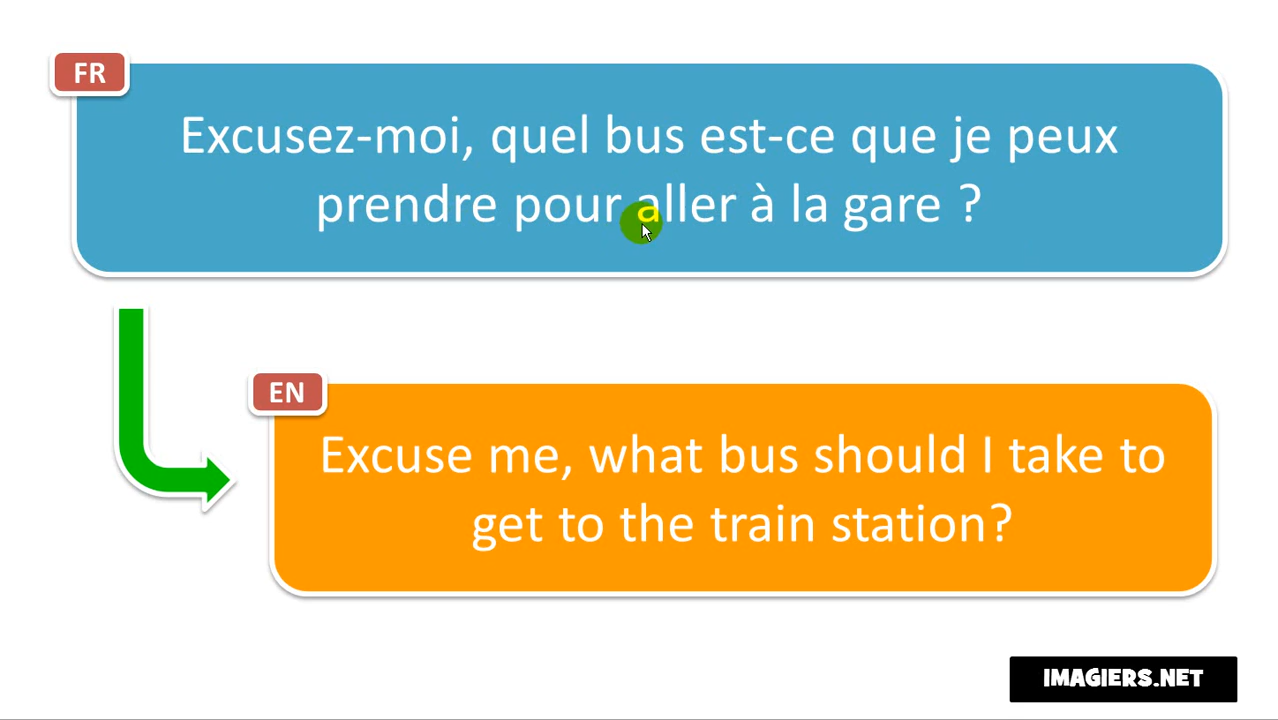 FR
Excusez-moi, quel bus est-ce que je peux
prendre pour aller à la gare ?
EN
Excuse me, what bus should I take to
get to the train station?
IMAGIERS.NET